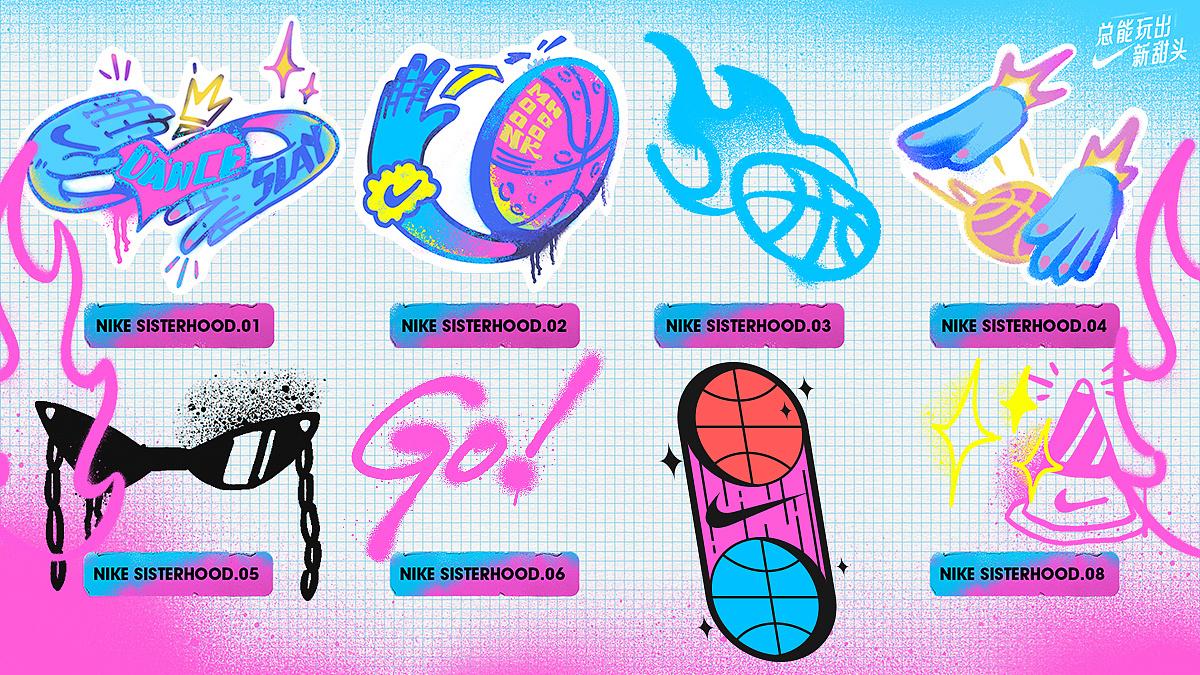 总能玩出
新甜头
DANCE
SLAY
NIKE SISTERHOOD.01
NIKE SISTERHOOD.02
NIKE SISTERHOOD.03
NIKE SISTERHOOD.04
Go!
NIKE SISTERHOOD.05
NIKE SISTERHOOD.06
NIKE SISTERHOOD.08